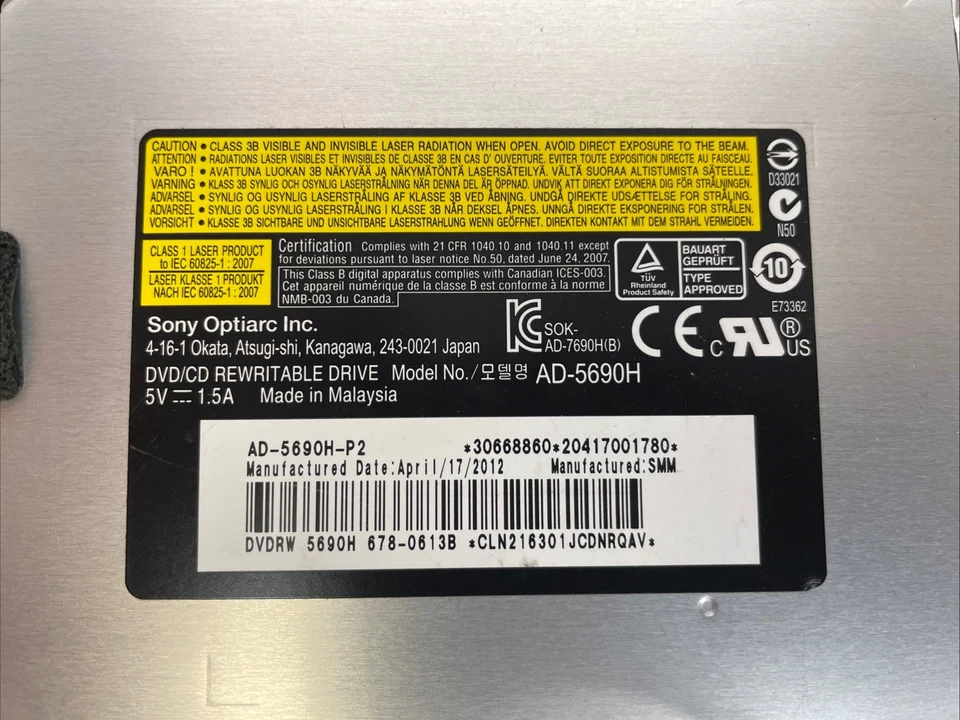 CAUTION • CLASS 3B VISIBLE AND INVISIBLE LASER RADIATION WHEN OPEN. AVOID DIRECT EXPOSURE TO THE BEAM.
ATTENTION • RADIATIONS LASER VISIBLES ET INVISIBLES DE CLASSE 3B EN CAS D' OUVERTURE. EVITER TOUTE EXPOSITION DIRECTE AU FAISCEAU.
VARO ! • AVATTUNA LUOKAN 3B NÄKYVÄÄ JA NÄKYMÄTÖNTÄ LASERSÄTEILYÄ. VÄLTÄ SUORAA ALTISTUMISTA SÄTEELLE.
VARNING • KLASS 3B SYNLIG OCH OSYNLIG LASERSTRÅLNING NÄR DENNA DEL ÄR ÖPPNAD. UNDVIK ATT DIREKT EXPONERA DIG FÖR STRÅLNINGEN.
ADVARSEL • SYNLIG OG USYNLIG LASERSTRÅLING AF KLASSE 3B VED ÅBNING. UNDGÅ DIREKTE UDSÆTTELSE FOR STRÅLING.
ADVARSEL • SYNLIG OG USYNLIG LASERSTRÅLING I KLASSE 3B NÅR DEKSEL ÅPNES. UNNGÅ DIREKTE EKSPONERING FOR STRÅLEN.
VORSICHT • KLASSE 3B SICHTBARE UND UNSICHTBARE LASERSTRAHLUNG WENN GEÖFFNET. DIREKTEN KONTAKT MIT DEM STRAHL VERMEIDEN.
D33021
N50
CLASS 1 LASER PRODUCT
to IEC 60825-1 : 2007
LASER KLASSE 1 PRODUKT
NACH IEC 60825-1 : 2007
Certification Complies with 21 CFR 1040.10 and 1040.11 except
for deviations pursuant to laser notice No.50, dated June 24, 2007.
This Class B digital apparatus complies with Canadian ICES-003.
Cet appareil numérique de la classe B est conforme à la norme
NMB-003 du Canada.
TÜV
Rheinland
Product Safety
BAUART
GEPRÜFT
TYPE
APPROVED
10
E73362
Sony Optiarc Inc.
4-16-1 Okata, Atsugi-shi, Kanagawa, 243-0021 Japan
SOK-
AD-7690H(B)
CE
c RU ® US
DVD/CD REWRITABLE DRIVE Model No./모델명 AD-5690H
5V ⎓ 1.5A Made in Malaysia
AD-5690H-P2 *30668860*20417001780*
Manufactured Date:April/17/2012 Manufactured:SMM
DVDRW 5690H 678-0613B *CLN216301JCDNRQAV*